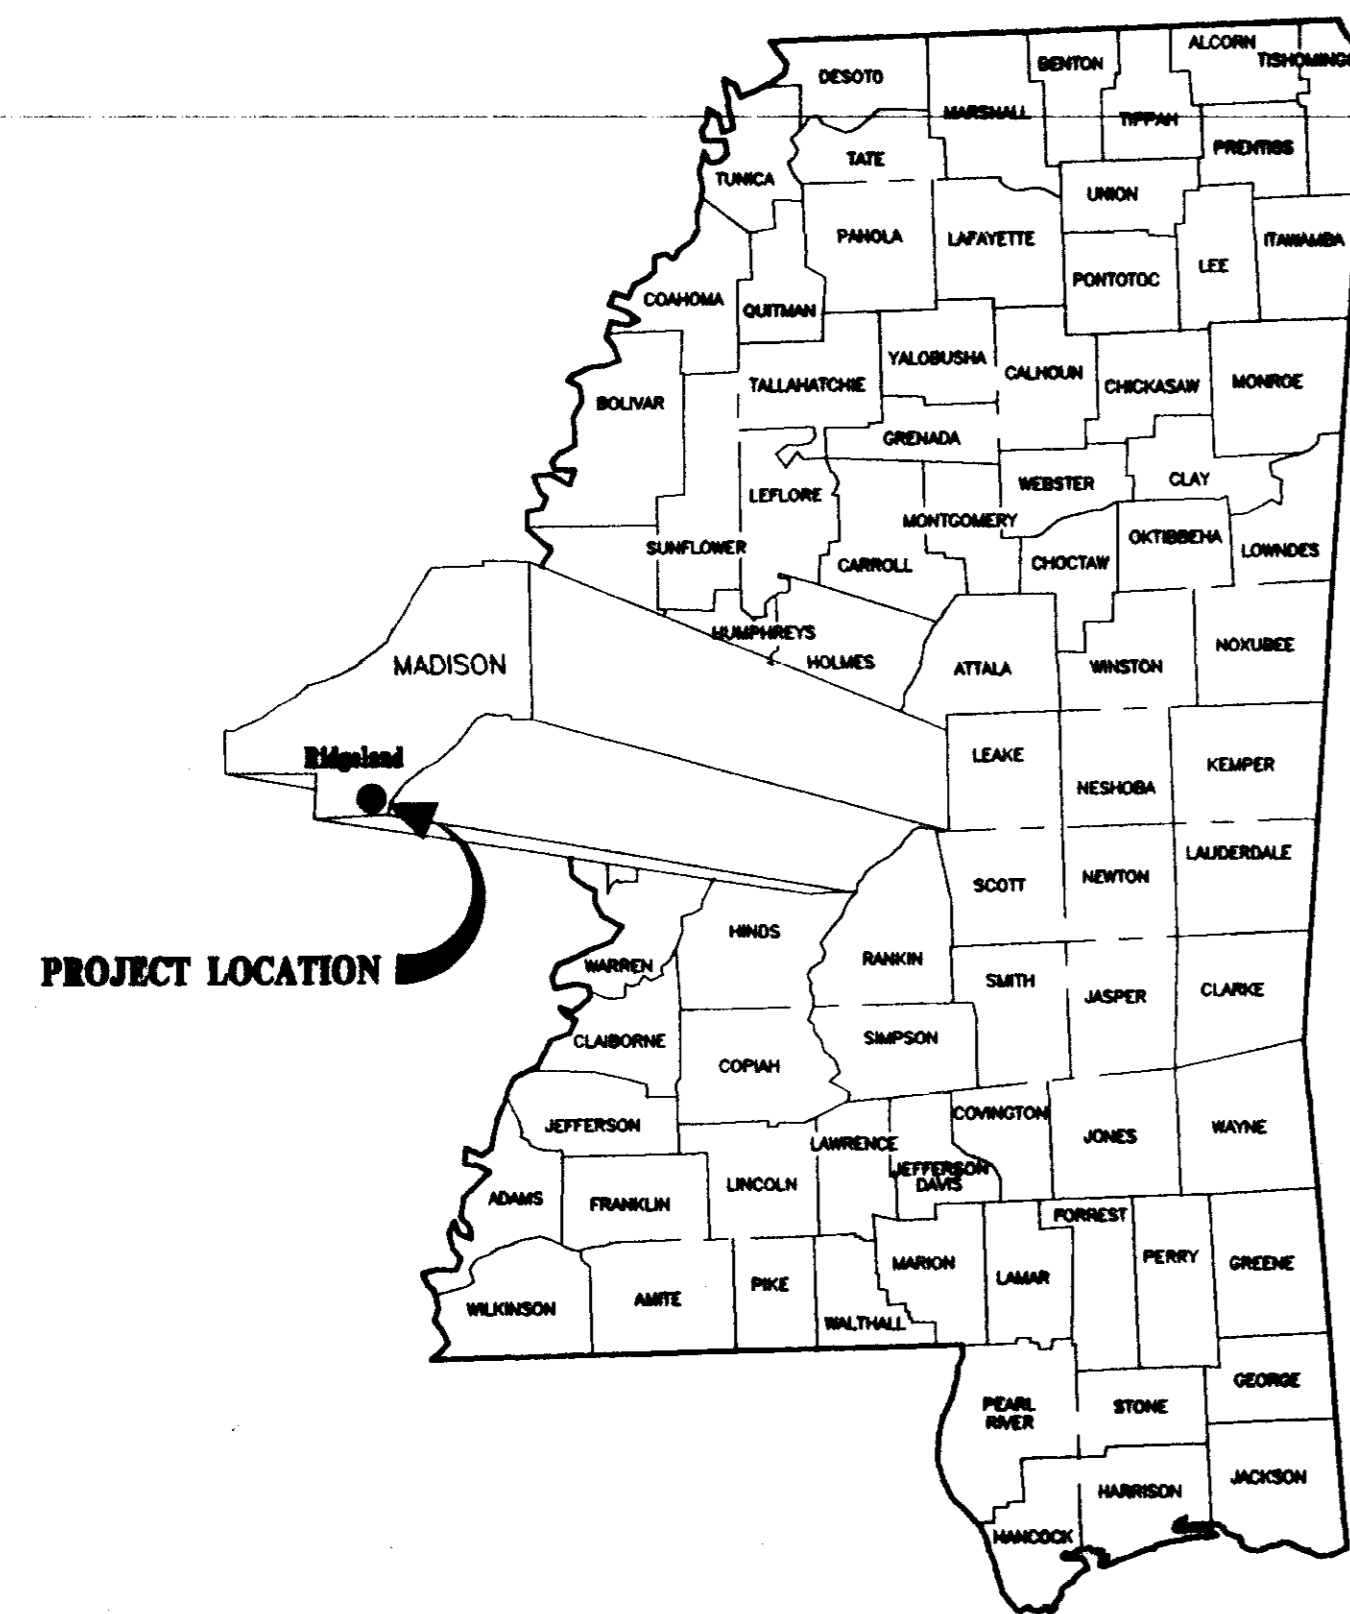 ALCORN
TISHOMINGO
BENTON
DESOTO
MARSHALL
TIPPAH
PRENTISS
TATE
TUNICA
UNION
PANOLA
LAFAYETTE
ITAWAMBA
LEE
PONTOTOC
COAHOMA
QUITMAN
YALOBUSHA
CALHOUN
TALLAHATCHIE
CHICKASAW
MONROE
BOLIVAR
GRENADA
WEBSTER
CLAY
LEFLORE
MONTGOMERY
OKTIBBEHA
SUNFLOWER
LOWNDES
CARROLL
CHOCTAW
HUMPHREYS
NOXUBEE
MADISON
HOLMES
ATTALA
WINSTON
Ridgeland
LEAKE
KEMPER
NESHOBA
LAUDERDALE
SCOTT
NEWTON
HINDS
RANKIN
WARREN
PROJECT LOCATION
SMITH
JASPER
CLARKE
CLAIBORNE
SIMPSON
COPIAH
COVINGTON
JEFFERSON
LAWRENCE
JONES
WAYNE
JEFFERSON
DAVIS
LINCOLN
ADAMS
FRANKLIN
FORREST
MARION
PERRY
GREENE
LAMAR
PIKE
AMITE
WILKINSON
WALTHALL
GEORGE
PEARL
RIVER
STONE
JACKSON
HARRISON
HANCOCK